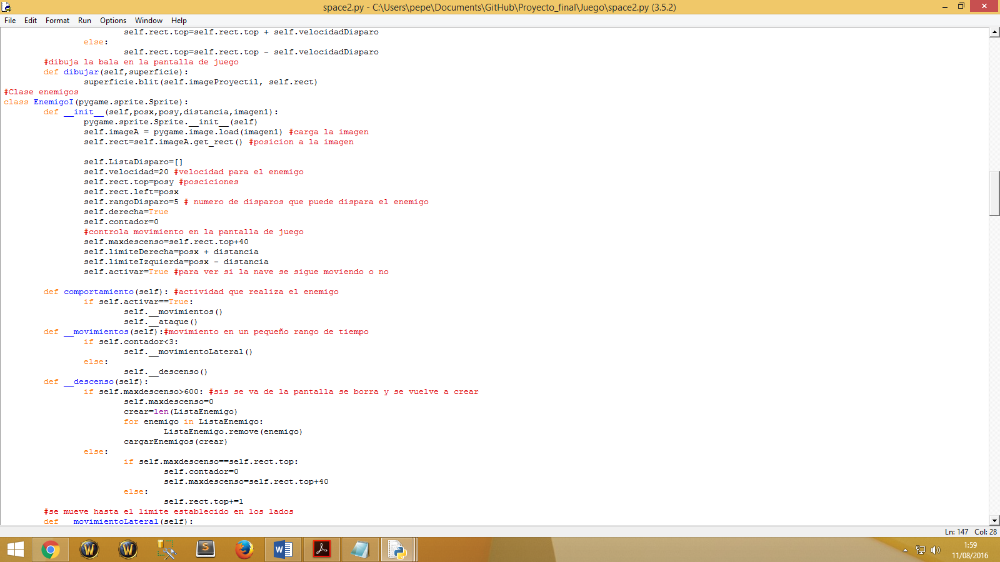 space2.py - C:\Users\pepe\Documents\GitHub\Proyecto_final\Juego\space2.py (3.5.2)
File Edit Format Run Options Window Help
self.rect.top=self.rect.top + self.velocidadDisparo
else:
self.rect.top=self.rect.top - self.velocidadDisparo
#dibuja la bala en la pantalla de juego
def dibujar(self,superficie):
superficie.blit(self.imageProyectil, self.rect)
#Clase enemigos
class EnemigoI(pygame.sprite.Sprite):
def __init__(self,posx,posy,distancia,imagen1):
pygame.sprite.Sprite.__init__(self)
self.imageA = pygame.image.load(imagen1) #carga la imagen
self.rect=self.imageA.get_rect() #posicion a la imagen
self.ListaDisparo=[]
self.velocidad=20 #velocidad para el enemigo
self.rect.top=posy #posciciones
self.rect.left=posx
self.rangoDisparo=5 # numero de disparos que puede dispara el enemigo
self.derecha=True
self.contador=0
#controla movimiento en la pantalla de juego
self.maxdescenso=self.rect.top+40
self.limiteDerecha=posx + distancia
self.limiteIzquierda=posx - distancia
self.activar=True #para ver si la nave se sigue moviendo o no
def comportamiento(self): #actividad que realiza el enemigo
if self.activar==True:
self.__movimientos()
self.__ataque()
def __movimientos(self):#movimiento en un pequeño rango de tiempo
if self.contador<3:
self.__movimientoLateral()
else:
self.__descenso()
def __descenso(self):
if self.maxdescenso>600: #sis se va de la pantalla se borra y se vuelve a crear
self.maxdescenso=0
crear=len(ListaEnemigo)
for enemigo in ListaEnemigo:
ListaEnemigo.remove(enemigo)
cargarEnemigos(crear)
else:
if self.maxdescenso==self.rect.top:
self.contador=0
self.maxdescenso=self.rect.top+40
else:
self.rect.top+=1
#se mueve hasta el limite establecido en los lados
def __movimientoLateral(self):
Ln: 147 Col: 28
1:59
11/08/2016